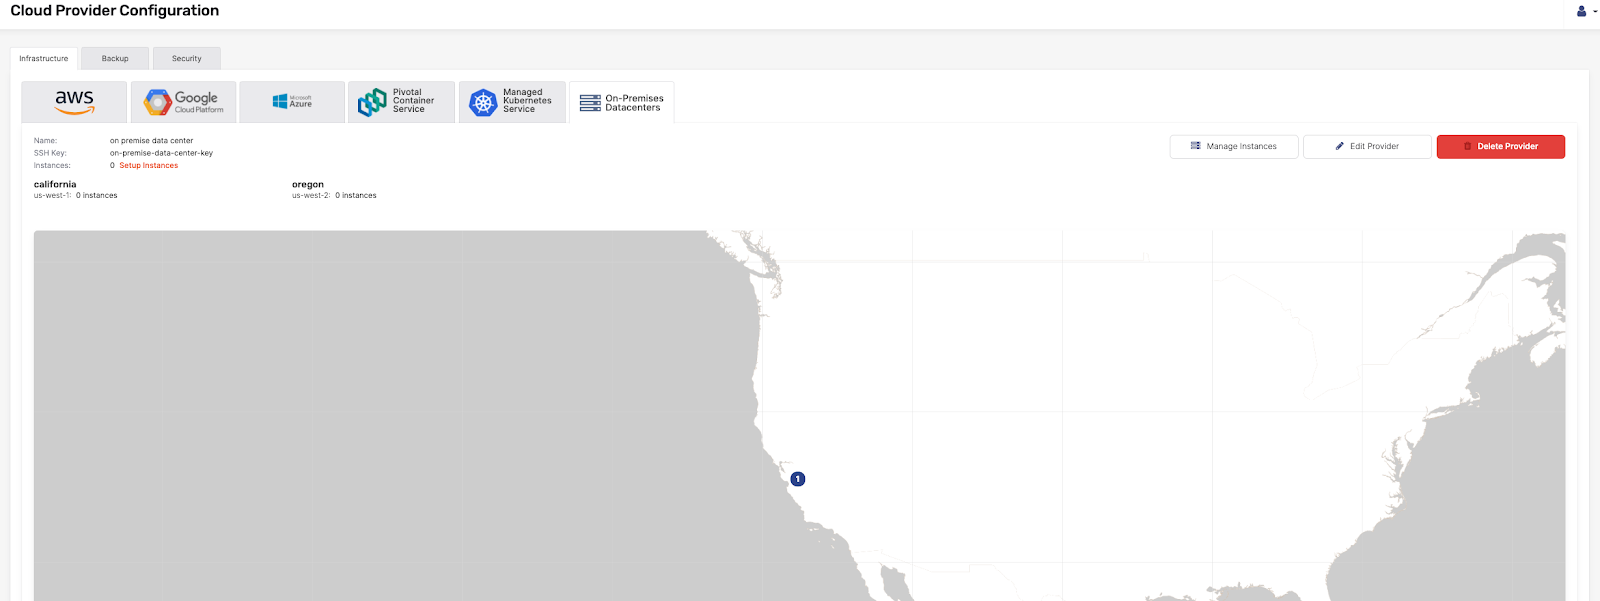 Cloud Provider Configuration
Infrastructure
Backup
Security
aws
Google
Cloud Platform
Microsoft
Azure
Pivotal
Container
Service
Managed
Kubernetes
Service
On-Premises
Datacenters
Name: on premise data center
SSH Key: on-premise-data-center-key
Instances: 0 Setup Instances
Manage Instances
Edit Provider
Delete Provider
california
us-west-1: 0 instances
oregon
us-west-2: 0 instances
1